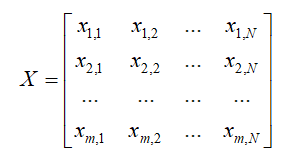 X = [ x1,1 x1,2 ... x1,N
x2,1 x2,2 ... x2,N
... ... ... ...
xm,1 xm,2 ... xm,N ]